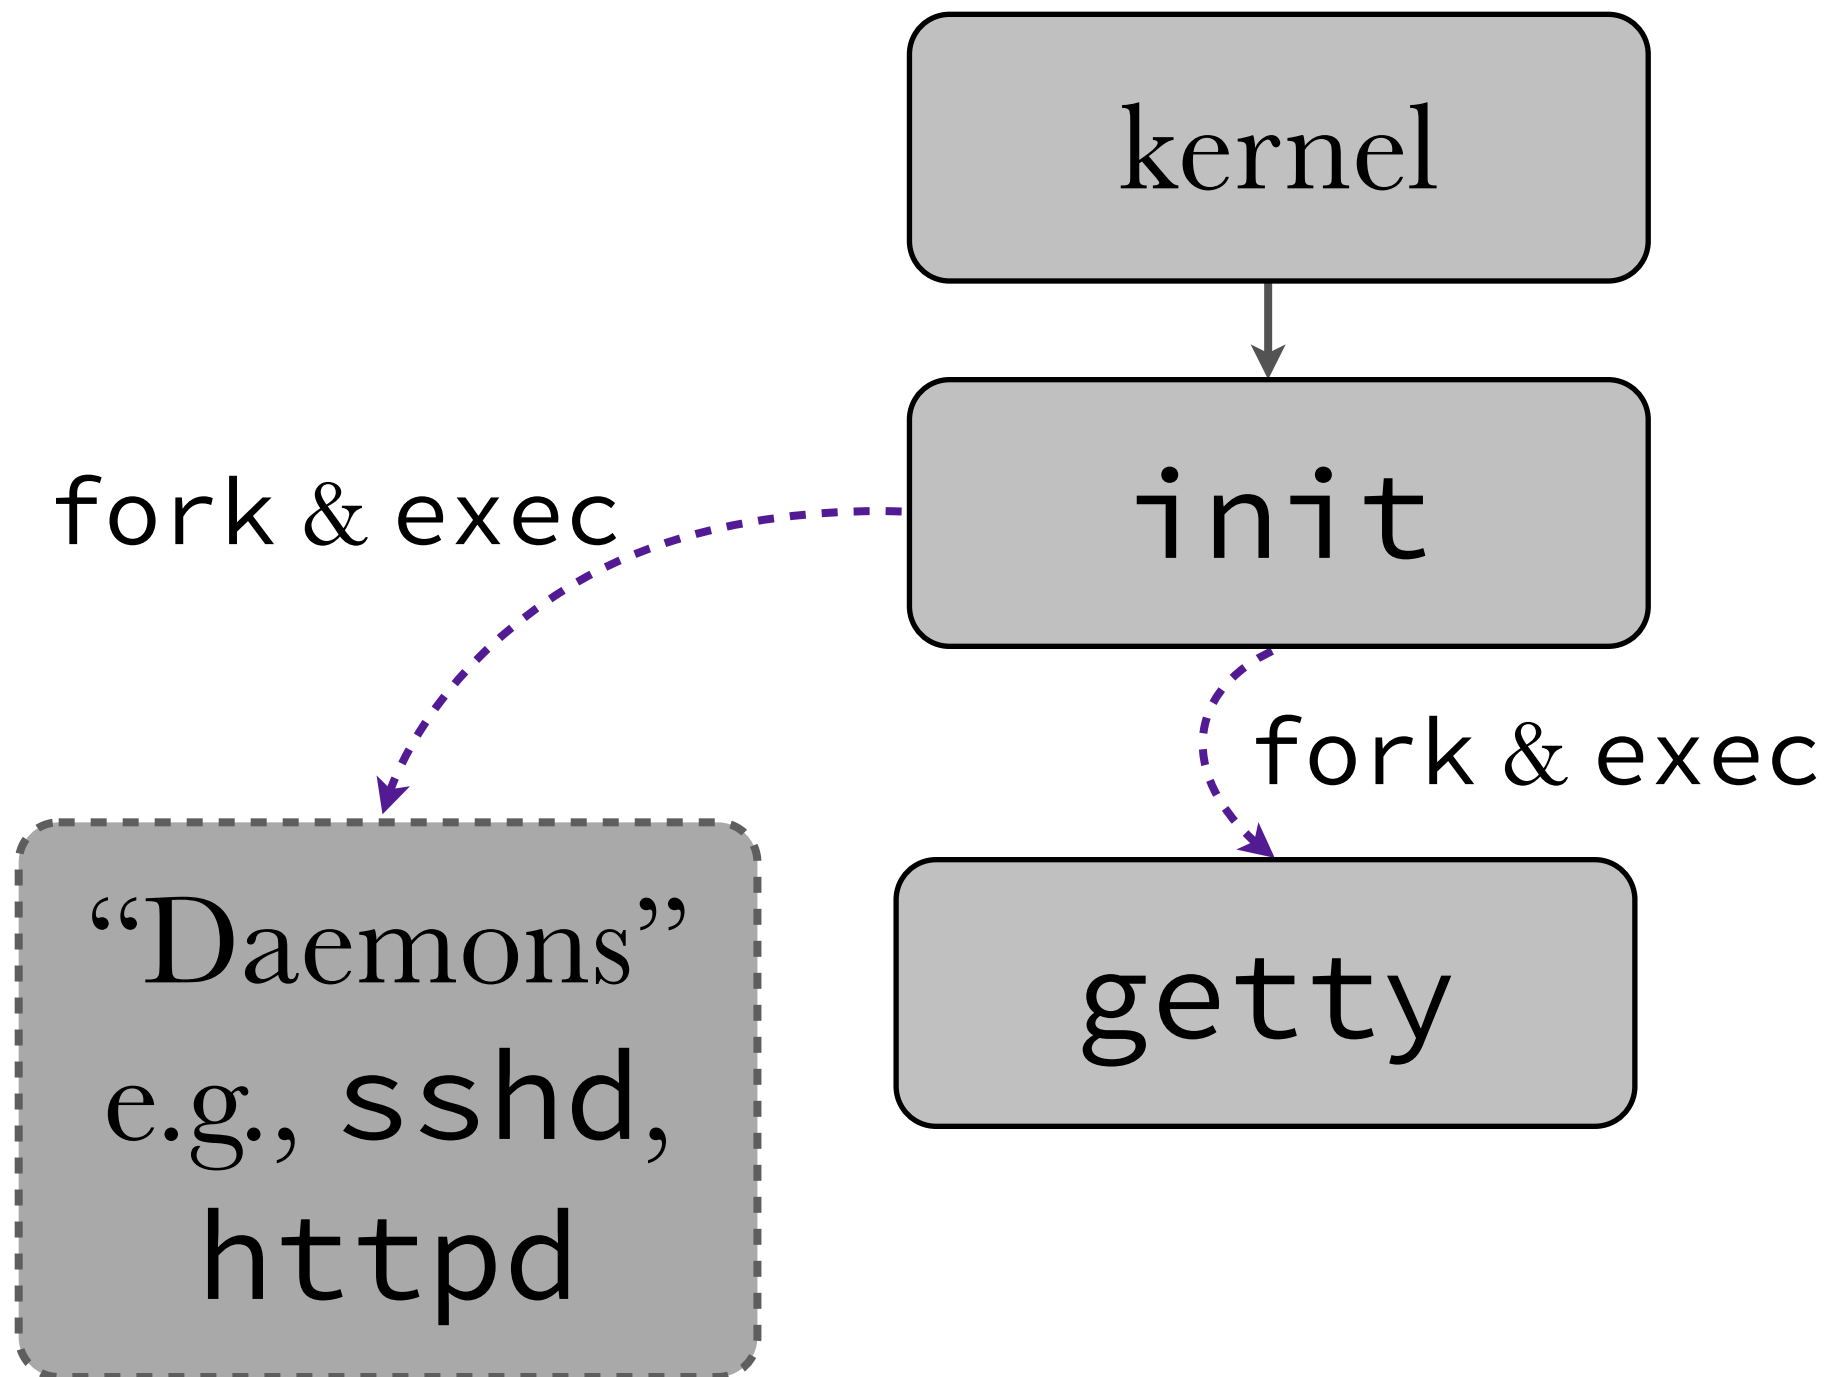 kernel
init
fork & exec
fork & exec
“Daemons”
e.g., sshd,
httpd
getty